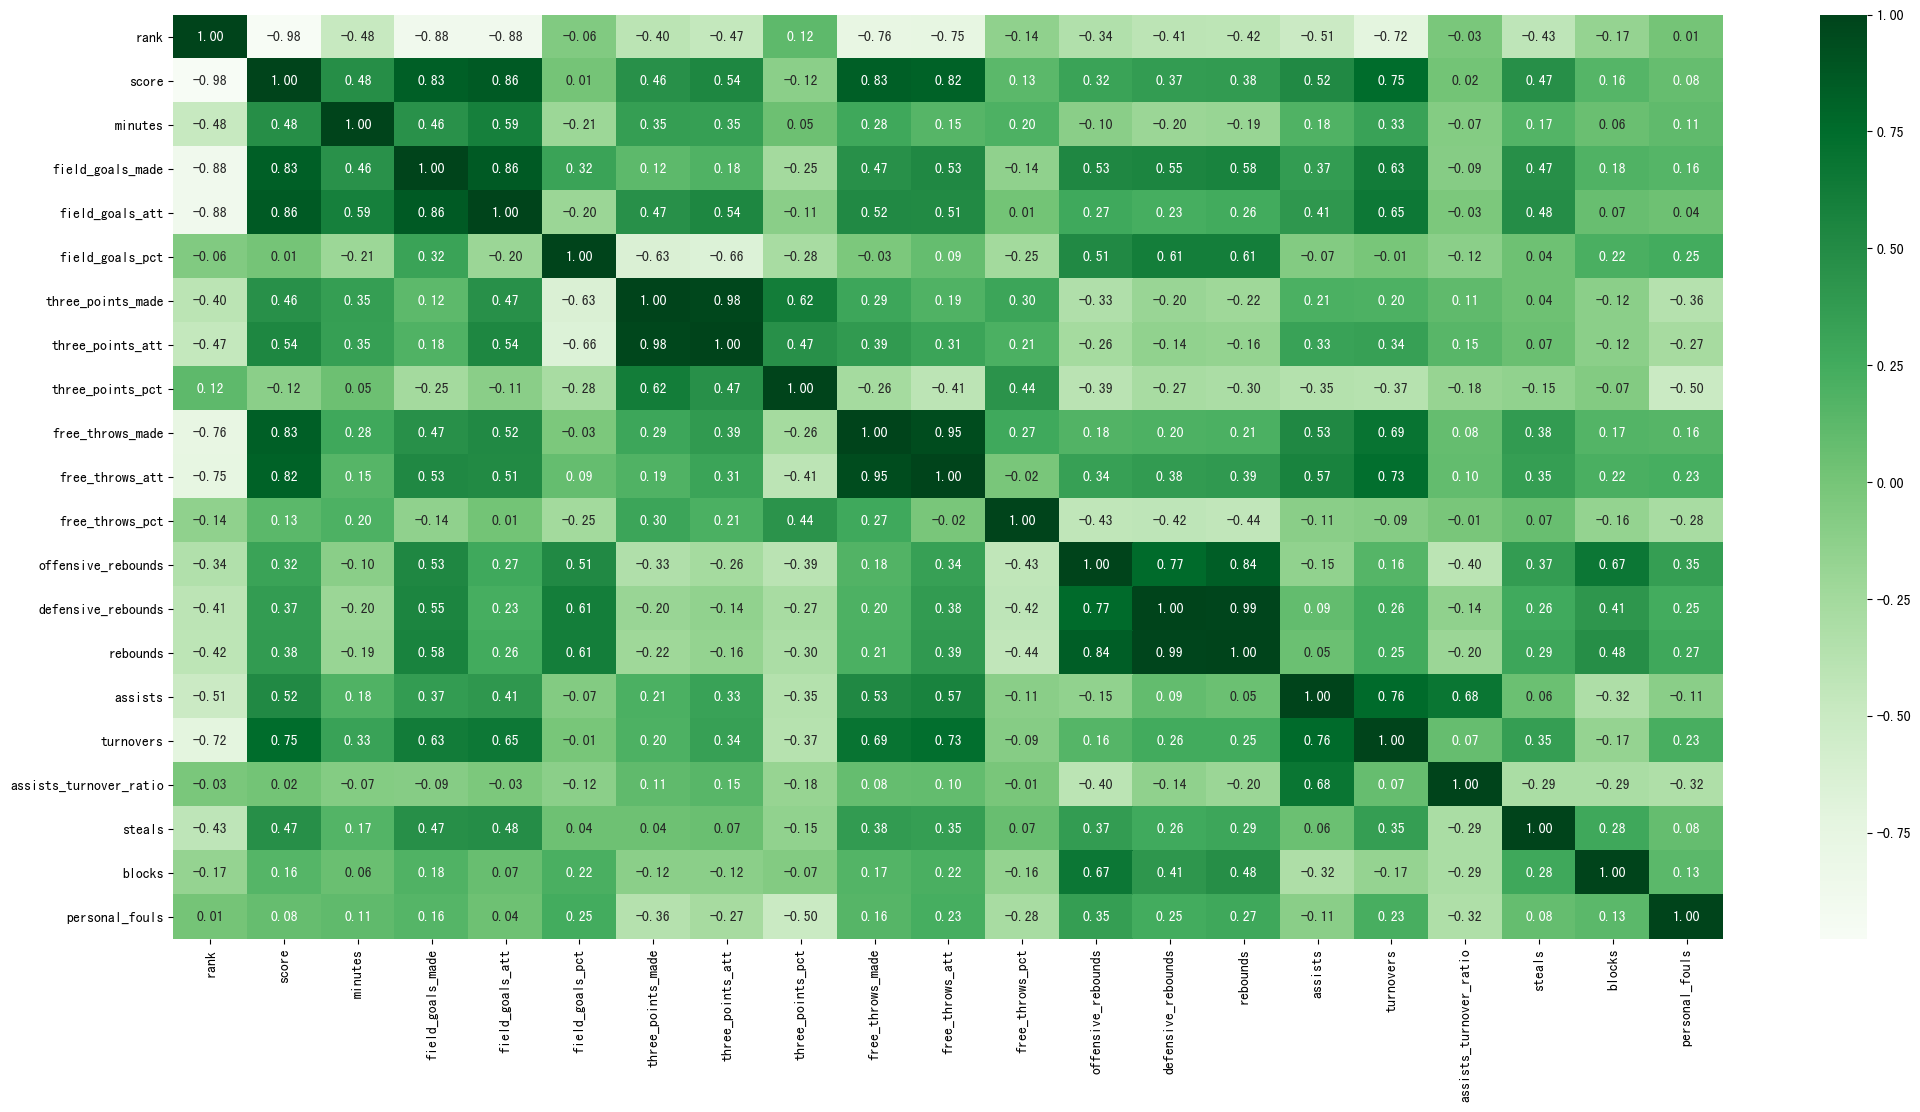 rank 1.00 -0.98 -0.48 -0.88 -0.88 -0.06 -0.40 -0.47 0.12 -0.76 -0.75 -0.14 -0.34 -0.41 -0.42 -0.51 -0.72 -0.03 -0.43 -0.17 0.01
score -0.98 1.00 0.48 0.83 0.86 0.01 0.46 0.54 -0.12 0.83 0.82 0.13 0.32 0.37 0.38 0.52 0.75 0.02 0.47 0.16 0.08
minutes -0.48 0.48 1.00 0.46 0.59 -0.21 0.35 0.35 0.05 0.28 0.15 0.20 -0.10 -0.20 -0.19 0.18 0.33 -0.07 0.17 0.06 0.11
field_goals_made -0.88 0.83 0.46 1.00 0.86 0.32 0.12 0.18 -0.25 0.47 0.53 -0.14 0.53 0.55 0.58 0.37 0.63 -0.09 0.47 0.18 0.16
field_goals_att -0.88 0.86 0.59 0.86 1.00 -0.20 0.47 0.54 -0.11 0.52 0.51 0.01 0.27 0.23 0.26 0.41 0.65 -0.03 0.48 0.07 0.04
field_goals_pct -0.06 0.01 -0.21 0.32 -0.20 1.00 -0.63 -0.66 -0.28 -0.03 0.09 -0.25 0.51 0.61 0.61 -0.07 -0.01 -0.12 0.04 0.22 0.25
three_points_made -0.40 0.46 0.35 0.12 0.47 -0.63 1.00 0.98 0.62 0.29 0.19 0.30 -0.33 -0.20 -0.22 0.21 0.20 0.11 0.04 -0.12 -0.36
three_points_att -0.47 0.54 0.35 0.18 0.54 -0.66 0.98 1.00 0.47 0.39 0.31 0.21 -0.26 -0.14 -0.16 0.33 0.34 0.15 0.07 -0.12 -0.27
three_points_pct 0.12 -0.12 0.05 -0.25 -0.11 -0.28 0.62 0.47 1.00 -0.26 -0.41 0.44 -0.39 -0.27 -0.30 -0.35 -0.37 -0.18 -0.15 -0.07 -0.50
free_throws_made -0.76 0.83 0.28 0.47 0.52 -0.03 0.29 0.39 -0.26 1.00 0.95 0.27 0.18 0.20 0.21 0.53 0.69 0.08 0.38 0.17 0.16
free_throws_att -0.75 0.82 0.15 0.53 0.51 0.09 0.19 0.31 -0.41 0.95 1.00 -0.02 0.34 0.38 0.39 0.57 0.73 0.10 0.35 0.22 0.23
free_throws_pct -0.14 0.13 0.20 -0.14 0.01 -0.25 0.30 0.21 0.44 0.27 -0.02 1.00 -0.43 -0.42 -0.44 -0.11 -0.09 -0.01 0.07 -0.16 -0.28
offensive_rebounds -0.34 0.32 -0.10 0.53 0.27 0.51 -0.33 -0.26 -0.39 0.18 0.34 -0.43 1.00 0.77 0.84 -0.15 0.16 -0.40 0.37 0.67 0.35
defensive_rebounds -0.41 0.37 -0.20 0.55 0.23 0.61 -0.20 -0.14 -0.27 0.20 0.38 -0.42 0.77 1.00 0.99 0.09 0.26 -0.14 0.26 0.41 0.25
rebounds -0.42 0.38 -0.19 0.58 0.26 0.61 -0.22 -0.16 -0.30 0.21 0.39 -0.44 0.84 0.99 1.00 0.05 0.25 -0.20 0.29 0.48 0.27
assists -0.51 0.52 0.18 0.37 0.41 -0.07 0.21 0.33 -0.35 0.53 0.57 -0.11 -0.15 0.09 0.05 1.00 0.76 0.68 0.06 -0.32 -0.11
turnovers -0.72 0.75 0.33 0.63 0.65 -0.01 0.20 0.34 -0.37 0.69 0.73 -0.09 0.16 0.26 0.25 0.76 1.00 0.07 0.35 -0.17 0.23
assists_turnover_ratio -0.03 0.02 -0.07 -0.09 -0.03 -0.12 0.11 0.15 -0.18 0.08 0.10 -0.01 -0.40 -0.14 -0.20 0.68 0.07 1.00 -0.29 -0.29 -0.32
steals -0.43 0.47 0.17 0.47 0.48 0.04 0.04 0.07 -0.15 0.38 0.35 0.07 0.37 0.26 0.29 0.06 0.35 -0.29 1.00 0.28 0.08
blocks -0.17 0.16 0.06 0.18 0.07 0.22 -0.12 -0.12 -0.07 0.17 0.22 -0.16 0.67 0.41 0.48 -0.32 -0.17 -0.29 0.28 1.00 0.13
personal_fouls 0.01 0.08 0.11 0.16 0.04 0.25 -0.36 -0.27 -0.50 0.16 0.23 -0.28 0.35 0.25 0.27 -0.11 0.23 -0.32 0.08 0.13 1.00
rank
score
minutes
field_goals_made
field_goals_att
field_goals_pct
three_points_made
three_points_att
three_points_pct
free_throws_made
free_throws_att
free_throws_pct
offensive_rebounds
defensive_rebounds
rebounds
assists
turnovers
assists_turnover_ratio
steals
blocks
personal_fouls
1.00
0.75
0.50
0.25
0.00
-0.25
-0.50
-0.75